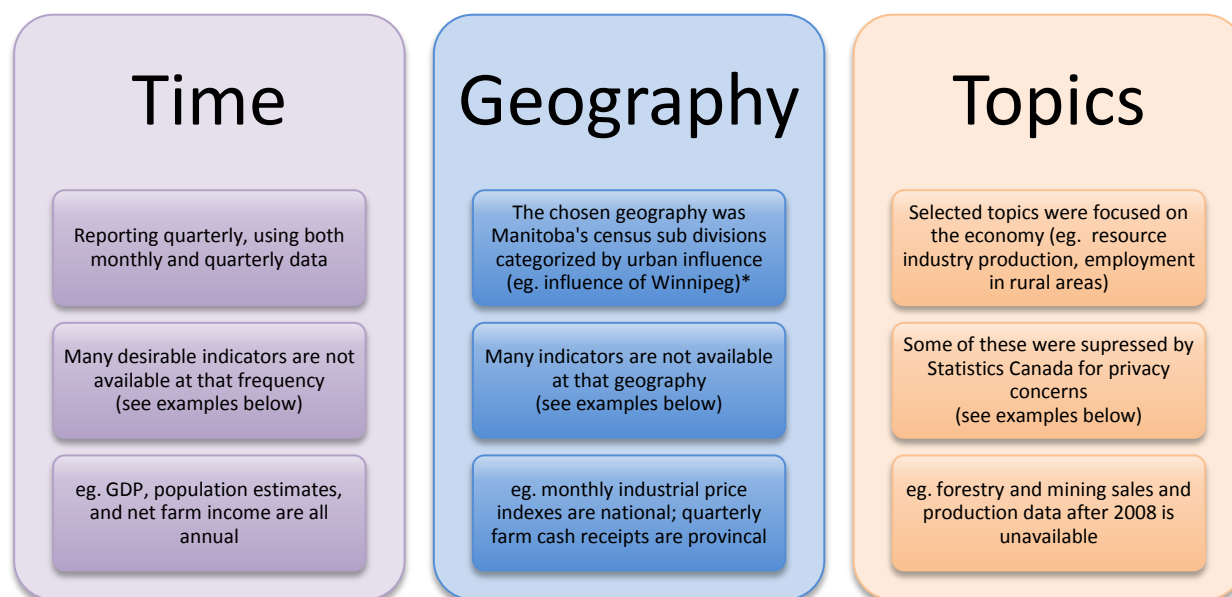 Time
Reporting quarterly, using both
monthly and quarterly data
Many desirable indicators are not
available at that frequency
(see examples below)
eg. GDP, population estimates,
and net farm income are all
annual
Geography
The chosen geography was
Manitoba's census sub divisions
categorized by urban influence
(eg. influence of Winnipeg)*
Many indicators are not available
at that geography
(see examples below)
eg. monthly industrial price
indexes are national; quarterly
farm cash receipts are provincal
Topics
Selected topics were focused on
the economy (eg.  resource
industry production, employment
in rural areas)
Some of these were supressed by
Statistics Canada for privacy
concerns
(see examples below)
eg. forestry and mining sales and
production data after 2008 is
unavailable